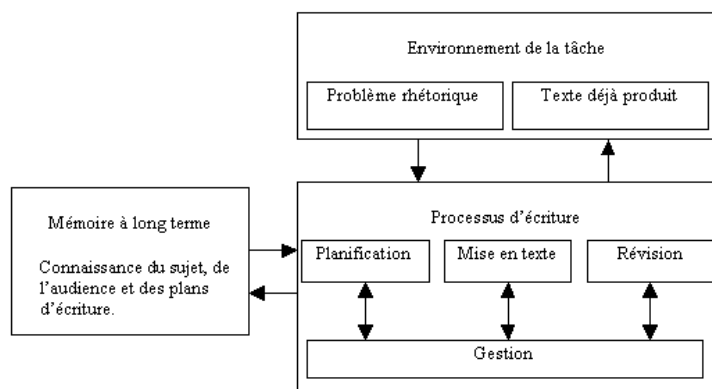 Environnement de la tâche
Problème rhétorique
Texte déjà produit
Mémoire à long terme
Connaissance du sujet, de
l'audience et des plans
d'écriture.
Processus d'écriture
Planification
Mise en texte
Révision
Gestion